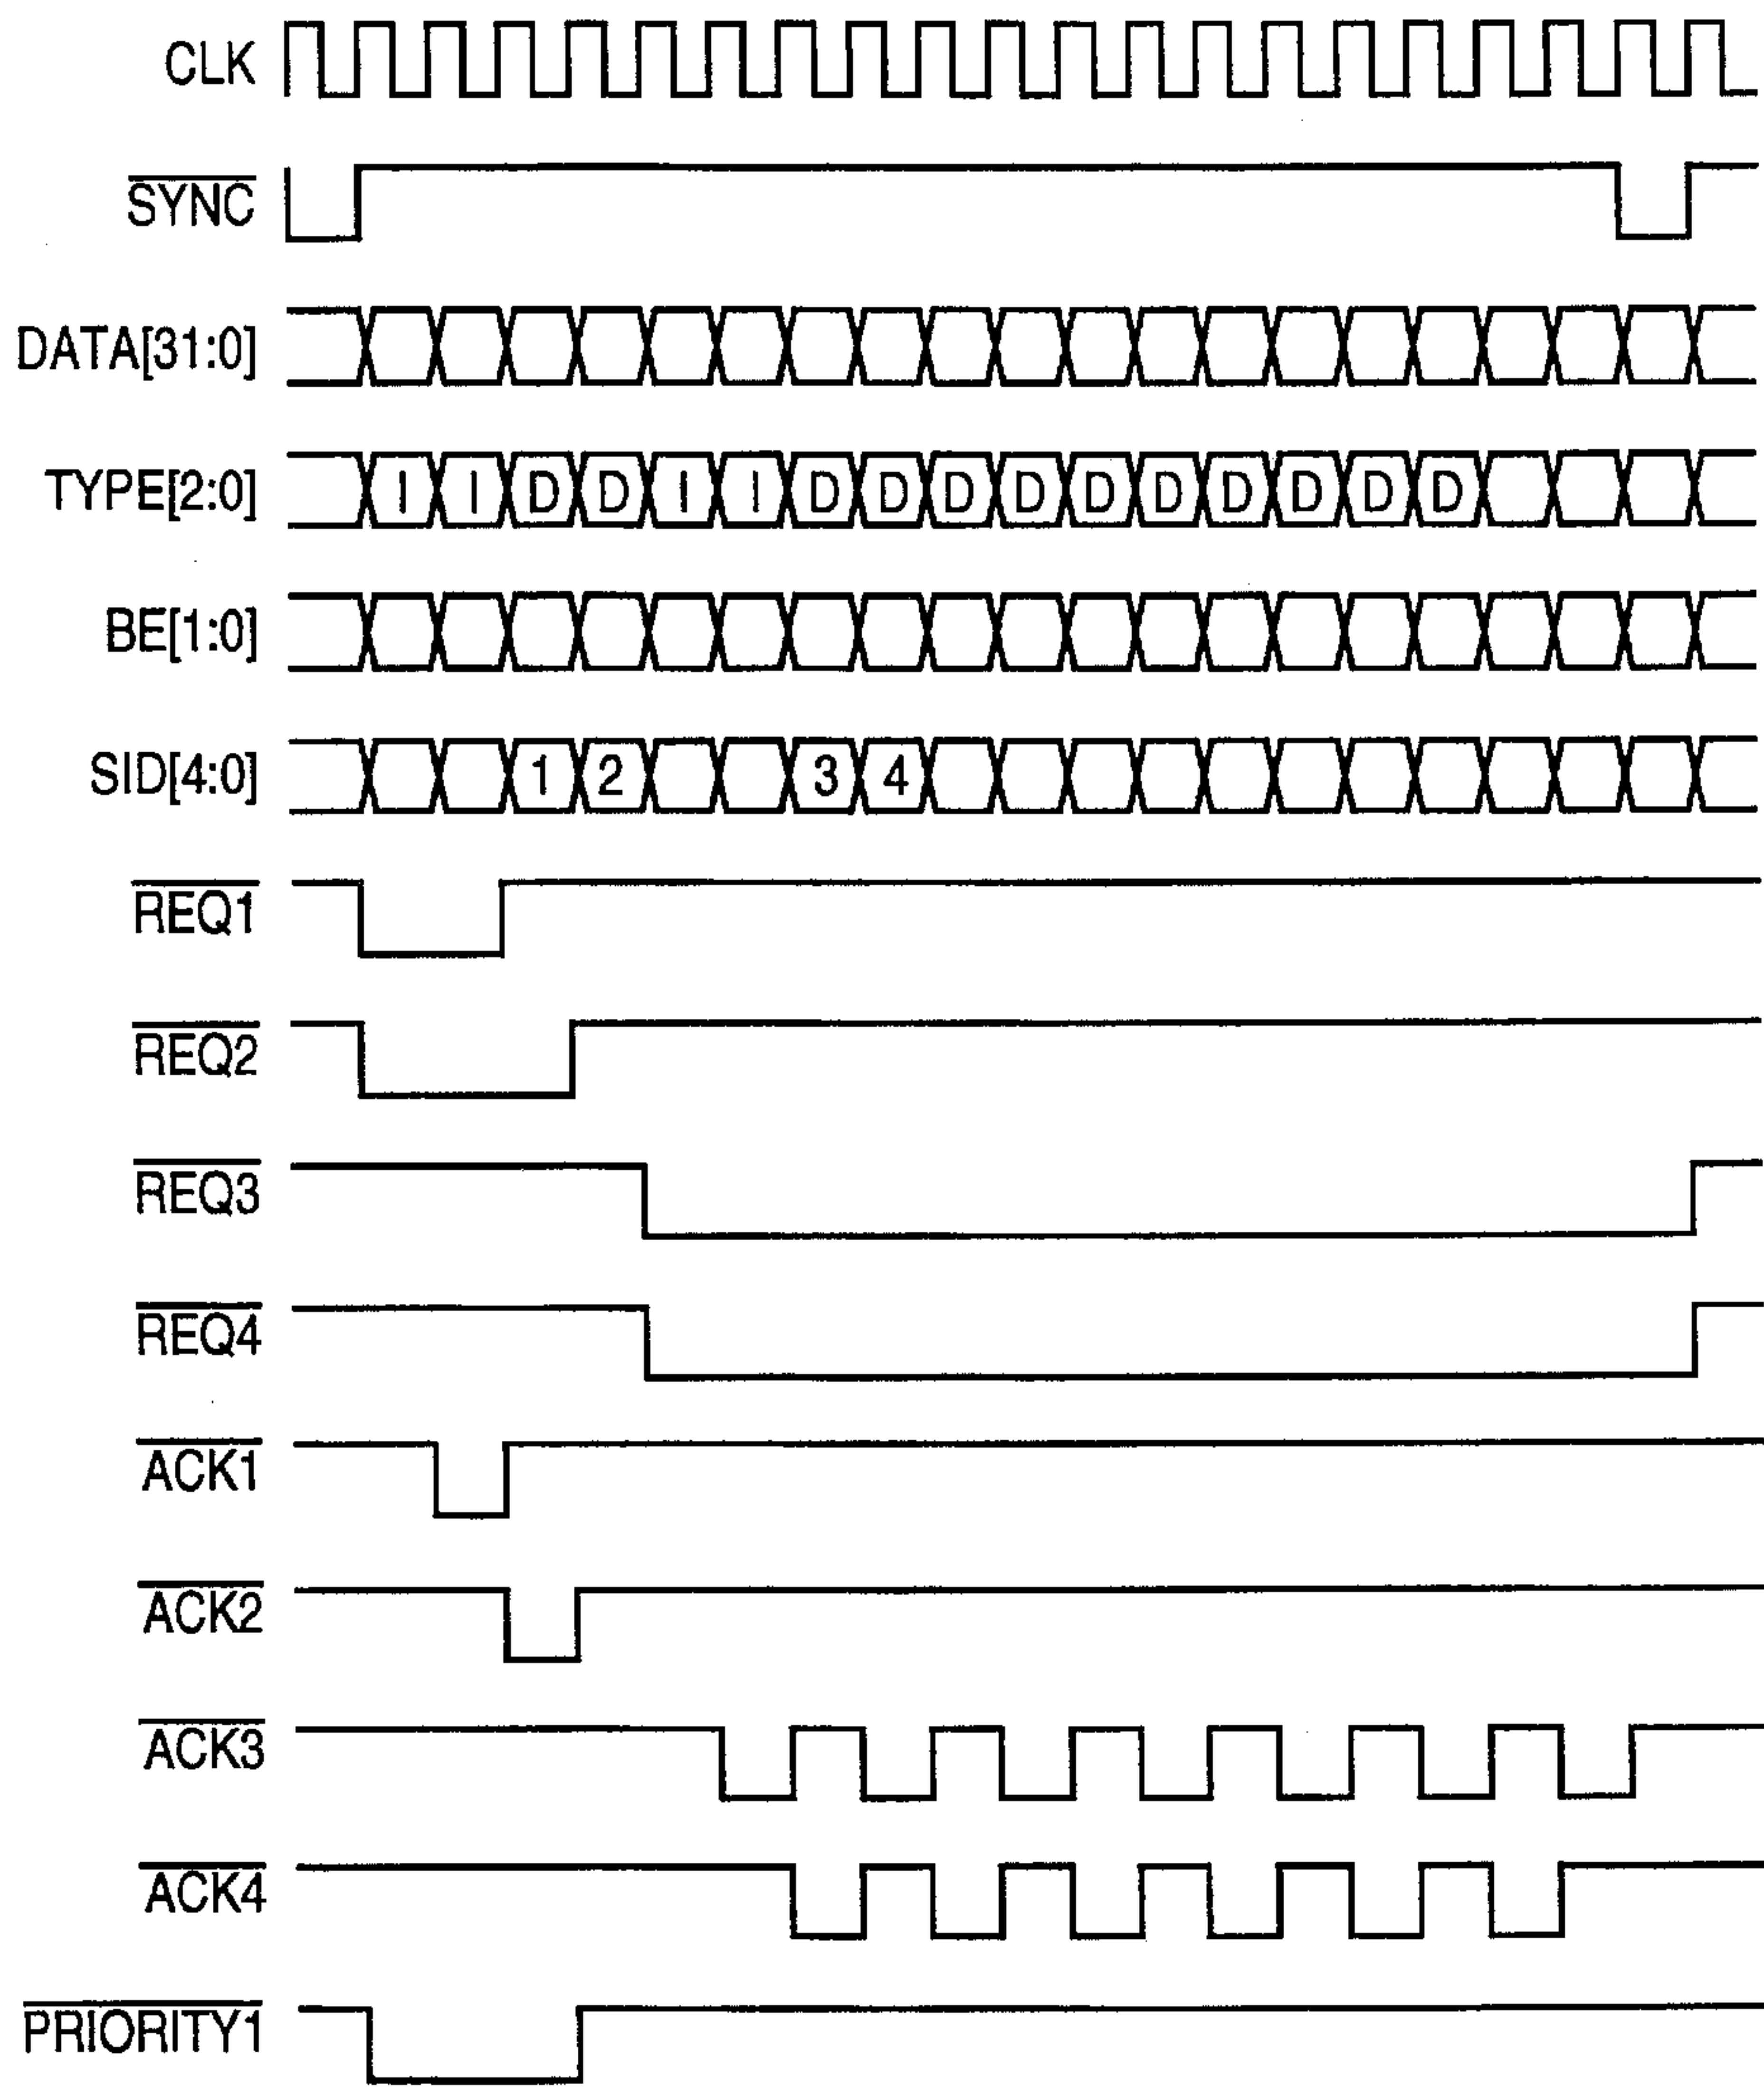 CLK
SYNC
DATA[31:0]
TYPE[2:0] I I D D I I D D D D D D D D D D
BE[1:0]
SID[4:0] 1 2 3 4
REQ1
REQ2
REQ3
REQ4
ACK1
ACK2
ACK3
ACK4
PRIORITY1